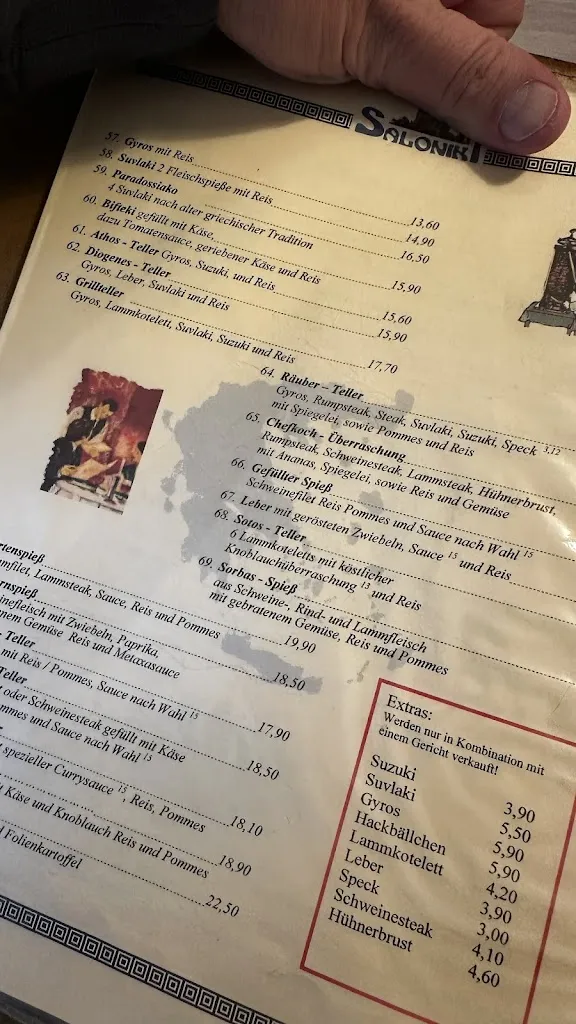 SALONIKI
57. Gyros mit Reis 13,60
58. Suvlaki 2 Fleischspieße mit Reis 14,90
59. Paradossiako 16,50
4 Suvlaki nach alter griechischer Tradition
60. Bifteki gefüllt mit Käse, 15,90
dazu Tomatensauce, geriebener Käse und Reis
61. Athos - Teller Gyros, Suzuki, und Reis 15,60
62. Diogenes - Teller 15,90
Gyros, Leber, Suvlaki und Reis
63. Grillteller 17,70
Gyros, Lammkotelett, Suvlaki, Suzuki und Reis
64. Räuber – Teller
Gyros, Rumpsteak, Steak, Suvlaki, Suzuki, Speck 3,12
mit Spiegelei, sowie Pommes und Reis
65. Chefkoch - Überraschung
Rumpsteak, Schweinesteak, Lammsteak, Hühnerbrust,
mit Ananas, Spiegelei, sowie Reis und Gemüse
66. Gefüller Spieß
Schweinefilet Reis Pommes und Sauce nach Wahl 15
67. Leber mit gerösteten Zwiebeln, Sauce 15 und Reis
68. Sotos - Teller
6 Lammkoteletts mit köstlicher
Knoblauchüberraschung 13 und Reis
69. Sorbas - Spieß
aus Schweine-, Rind- und Lammfleisch
mit gebratenem Gemüse, Reis und Pommes
Lammsteak, Sauce, Reis und Pommes 19,90
mit Zwiebeln, Paprika,
Gemüse Reis und Metaxasauce 18,50
- Teller
mit Reis / Pommes, Sauce nach Wahl 15 17,90
Teller
oder Schweinesteak gefüllt mit Käse
und Sauce nach Wahl 15 18,50
spezieller Currysauce 15, Reis, Pommes 18,10
Käse und Knoblauch Reis und Pommes 18,90
Folienkartoffel 22,50
Extras:
Werden nur in Kombination mit
einem Gericht verkauft!
Suzuki 3,90
Suvlaki 5,50
Gyros 5,90
Hackbällchen 5,90
Lammkotelett 4,20
Leber 3,90
Speck 3,00
Schweinesteak 4,10
Hühnerbrust 4,60